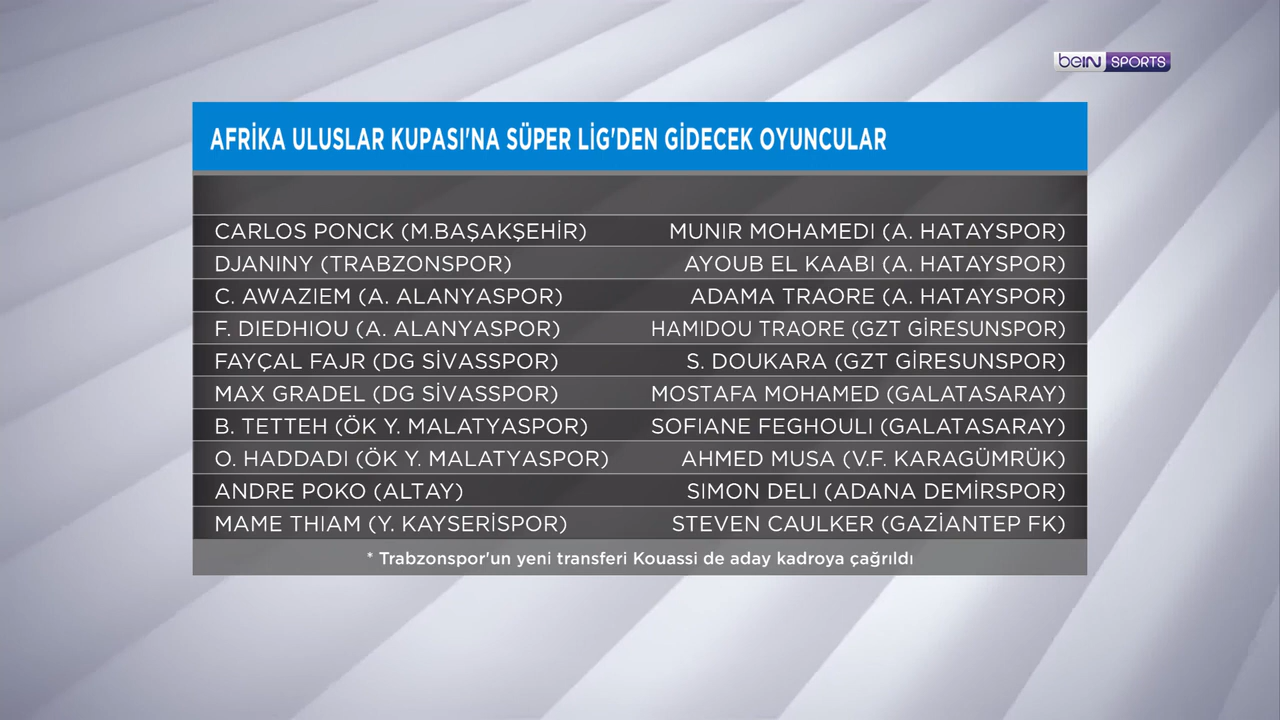 beIN SPORTS
AFRİKA ULUSLAR KUPASI'NA SÜPER LİG'DEN GİDECEK OYUNCULAR
CARLOS PONCK (M.BAŞAKŞEHİR) MUNIR MOHAMEDI (A. HATAYSPOR)
DJANINY (TRABZONSPOR) AYOUB EL KAABI (A. HATAYSPOR)
C. AWAZIEM (A. ALANYASPOR) ADAMA TRAORE (A. HATAYSPOR)
F. DIEDHIOU (A. ALANYASPOR) HAMIDOU TRAORE (GZT GİRESUNSPOR)
FAYÇAL FAJR (DG SİVASSPOR) S. DOUKARA (GZT GİRESUNSPOR)
MAX GRADEL (DG SİVASSPOR) MOSTAFA MOHAMED (GALATASARAY)
B. TETTEH (ÖK Y. MALATYASPOR) SOFIANE FEGHOULI (GALATASARAY)
O. HADDADI (ÖK Y. MALATYASPOR) AHMED MUSA (V.F. KARAGÜMRÜK)
ANDRE POKO (ALTAY) SIMON DELI (ADANA DEMİRSPOR)
MAME THIAM (Y. KAYSERİSPOR) STEVEN CAULKER (GAZİANTEP FK)
* Trabzonspor'un yeni transferi Kouassi de aday kadroya çağrıldı